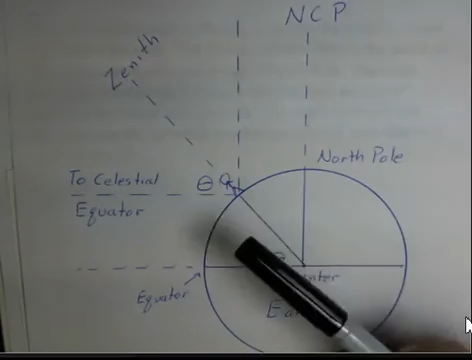 NCP
Zenith
North Pole
To Celestial
Equator
θ
Equator